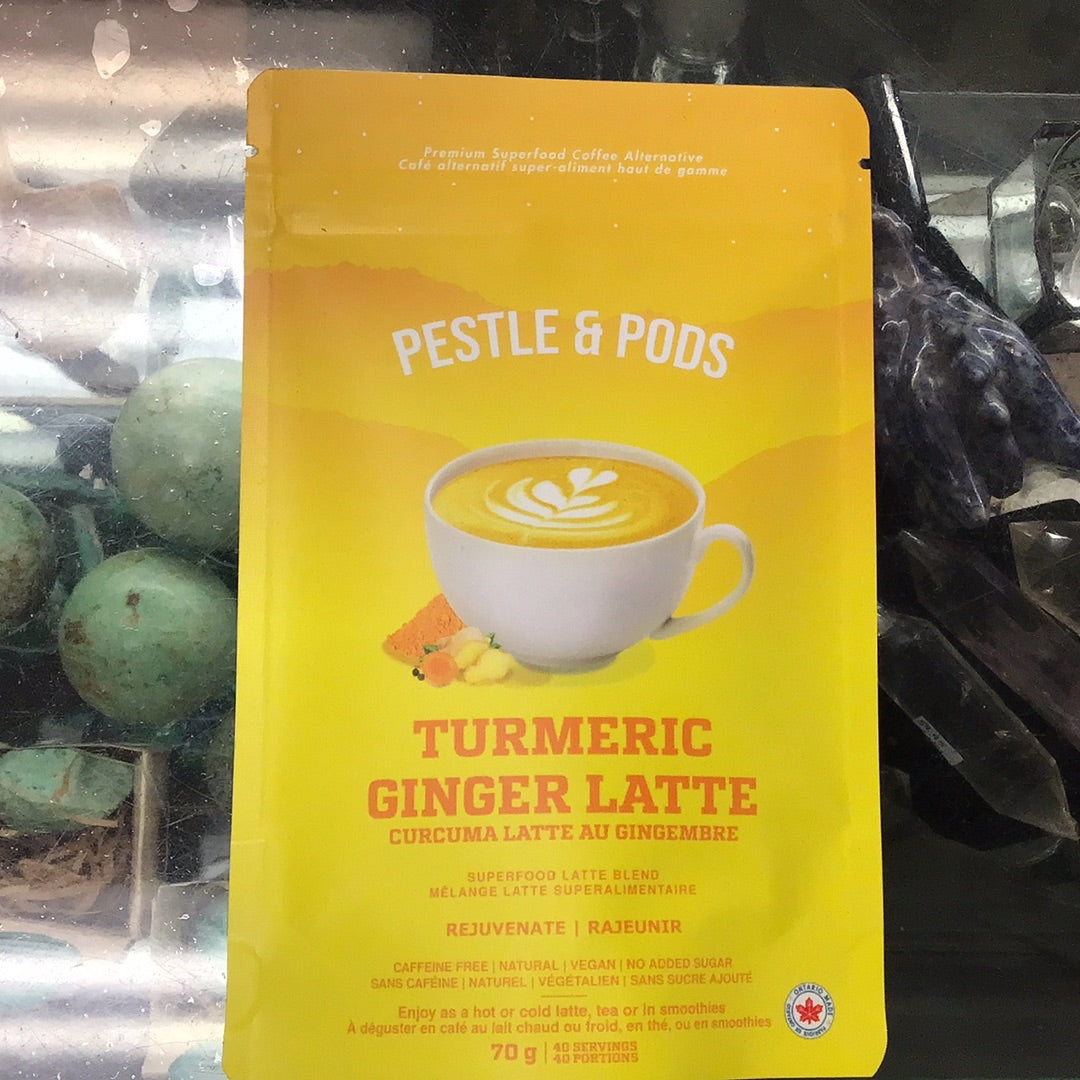 Premium Superfood Coffee Alternative
Café alternatif super-aliment haut de gamme
PESTLE & PODS
TURMERIC
GINGER LATTE
CURCUMA LATTE AU GINGEMBRE
SUPERFOOD LATTE BLEND
MÉLANGE LATTE SUPERALIMENTAIRE
REJUVENATE | RAJEUNIR
CAFFEINE FREE | NATURAL | VEGAN | NO ADDED SUGAR
SANS CAFÉINE | NATUREL | VÉGÉTALIEN | SANS SUCRE AJOUTÉ
Enjoy as a hot or cold latte, tea or in smoothies
À déguster en café au lait chaud ou froid, en thé, ou en smoothies
ONTARIO MADE
70 g | 40 SERVINGS
40 PORTIONS